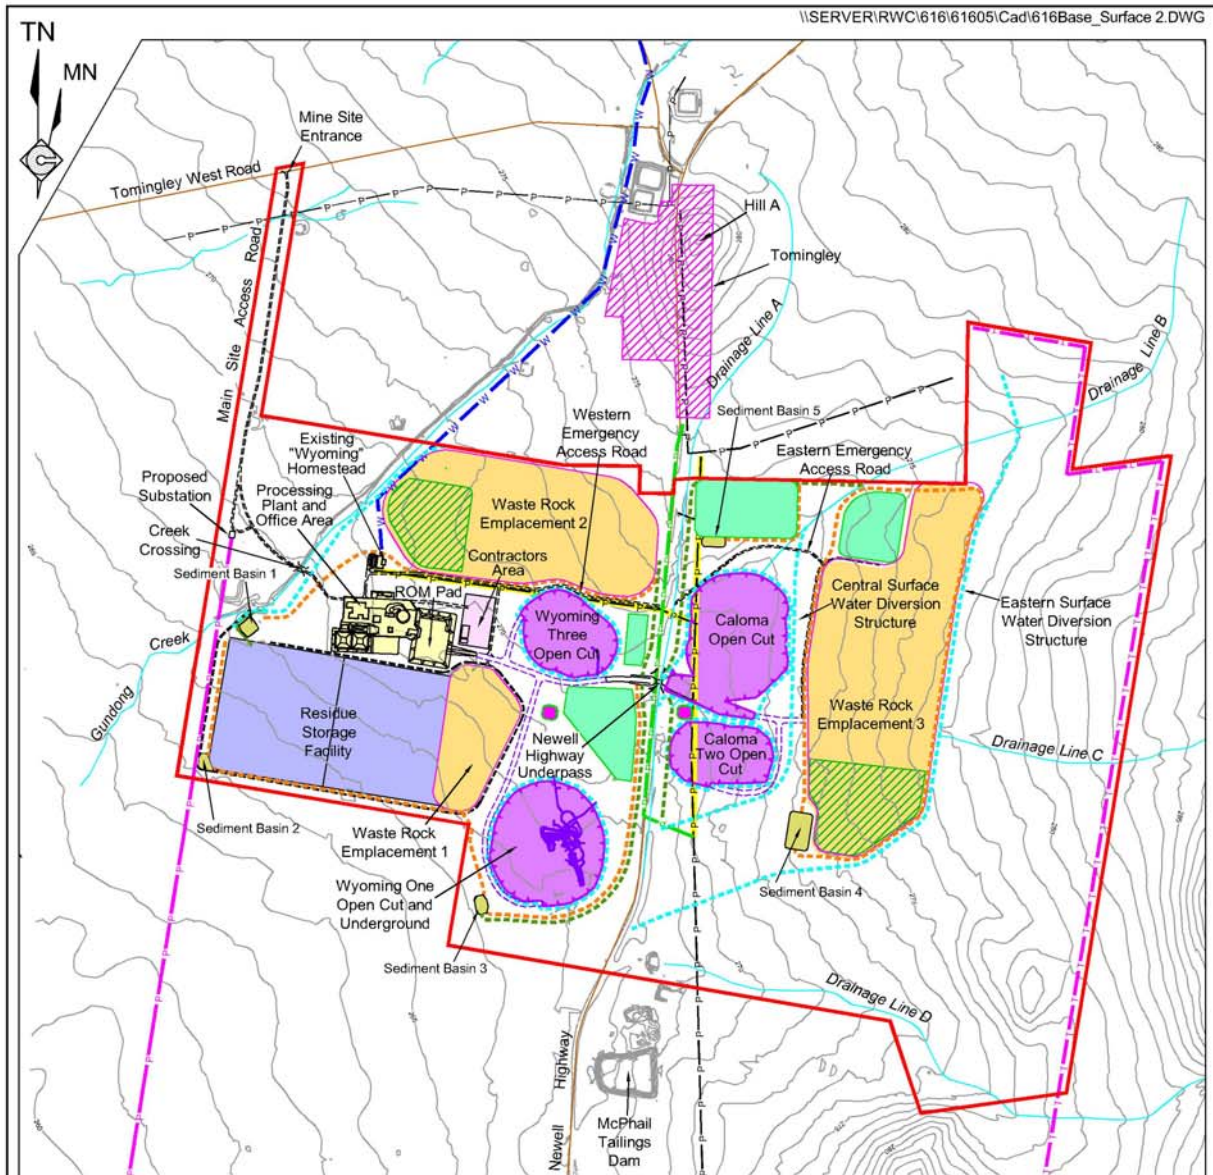 \\SERVER\RWC\616\61605\Cad\616Base_Surface 2.DWG
TN
MN
Mine Site
Entrance
Tomingley West Road
Main Site Access Road
Hill A
Tomingley
Drainage Line A
Drainage Line B
Western
Emergency
Access Road
Sediment Basin 5
Eastern Emergency
Access Road
Existing
"Wyoming"
Homestead
Proposed
Substation
Processing
Plant and
Office Area
Creek
Crossing
Sediment Basin 1
Waste Rock
Emplacement 2
Contractors
Area
ROM Pad
Wyoming
Three
Open Cut
Caloma
Open Cut
Central Surface
Water Diversion
Structure
Eastern Surface
Water Diversion
Structure
Gundong
Creek
Residue
Storage
Facility
Newell
Highway
Underpass
Caloma
Two Open
Cut
Waste Rock
Emplacement 3
Drainage Line C
Sediment Basin 2
Waste Rock
Emplacement 1
Wyoming One
Open Cut and
Underground
Sediment Basin 4
Sediment Basin 3
Drainage Line D
Newell Highway
McPhail
Tailings
Dam